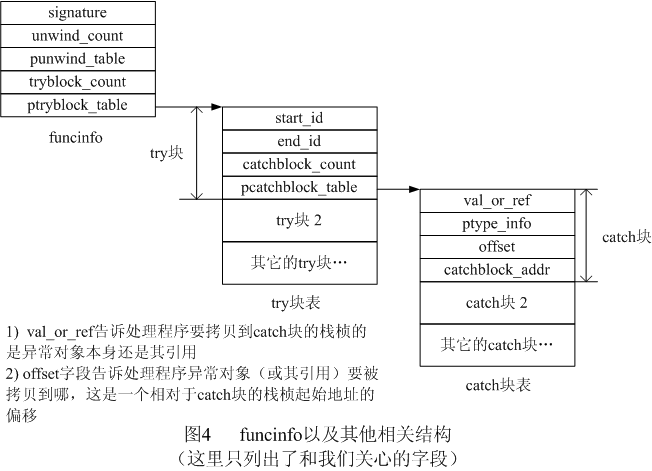 signature
unwind_count
punwind_table
tryblock_count
ptryblock_table
funcinfo
try块
start_id
end_id
catchblock_count
pcatchblock_table
try块 2
其它的try块…
try块表
val_or_ref
ptype_info
offset
catchblock_addr
catch块 2
其它的catch块…
catch块表
catch块
1) val_or_ref告诉处理程序要拷贝到catch块的栈桢的
是异常对象本身还是其引用
2) offset字段告诉处理程序异常对象（或其引用）要被
拷贝到哪，这是一个相对于catch块的栈桢起始地址的
偏移
图4 funcinfo以及其他相关结构
（这里只列出了和我们关心的字段）